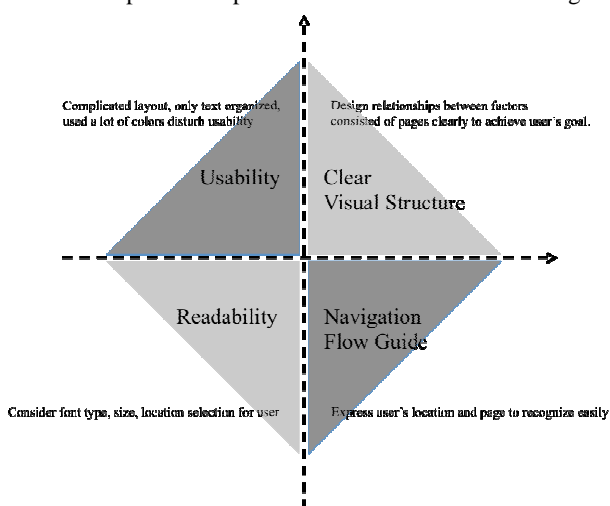 Complicated layout, only text organized,
used a lot of colors disturb usability
Design relationships between factors
consisted of pages clearly to achieve user's goal.
Usability
Clear
Visual Structure
Readability
Navigation
Flow Guide
Consider font type, size, location selection for user
Express user's location and page to recognize easily